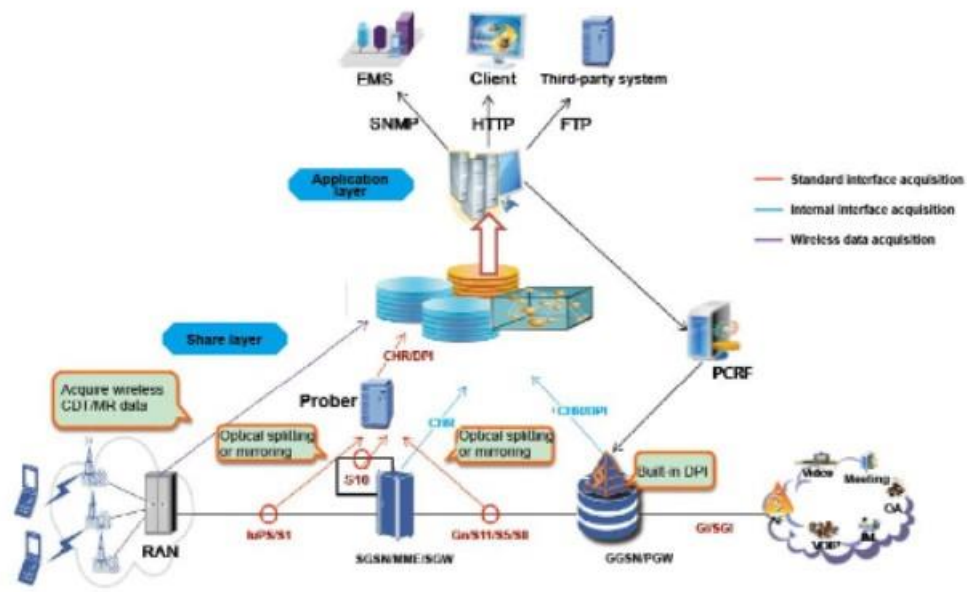 EMS
Client
Third-party system
SNMP
HTTP
FTP
Application
layer
Standard interface acquisition
Internal interface acquisition
Wireless data acquisition
Share layer
CHR/DPI
PCRF
Acquire wireless
CDT/MR data
Prober
CHR
CHR/DPI
Optical splitting
or mirroring
Optical splitting
or mirroring
S10
Built-in DPI
Video
Meeting
OA
VOIP
RAN
IuPS/S1
SGSN/MME/SGW
Gn/S11/S5/S8
GGSN/PGW
GI/SGI